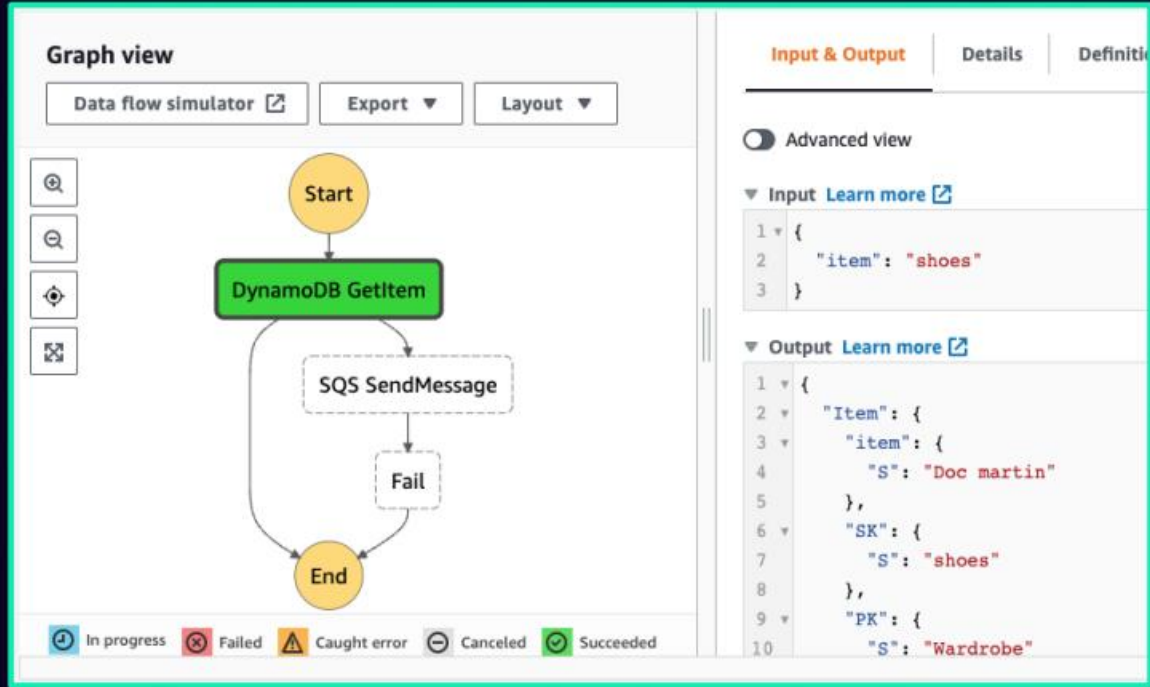 Graph view
Data flow simulator
Export
Layout
Start
DynamoDB GetItem
SQS SendMessage
Fail
End
In progress
Failed
Caught error
Canceled
Succeeded
Input & Output
Details
Definiti
Advanced view
Input Learn more
1 {
2 "item": "shoes"
3 }
Output Learn more
1 {
2 "Item": {
3 "item": {
4 "S": "Doc martin"
5 },
6 "SK": {
7 "S": "shoes"
8 },
9 "PK": {
10 "S": "Wardrobe"